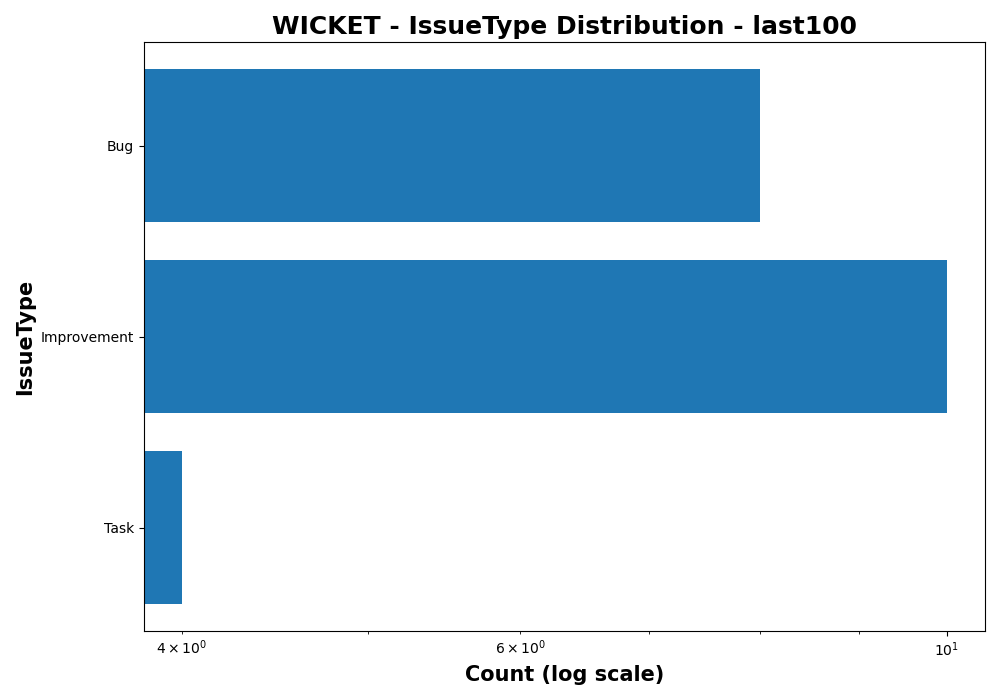 WICKET - IssueType Distribution - last100
IssueType
Bug
Improvement
Task
4 × 10⁰
6 × 10⁰
10¹
Count (log scale)